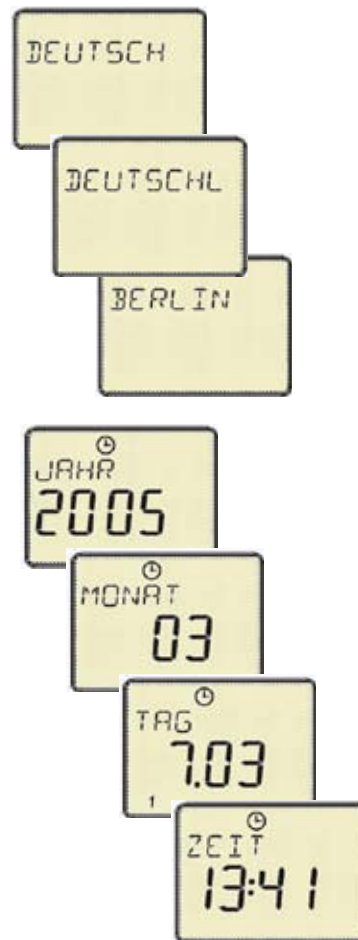 DEUTSCH
DEUTSCHL
BERLIN
JAHR
2005
MONAT
03
TAG
7.03
1
ZEIT
13:41